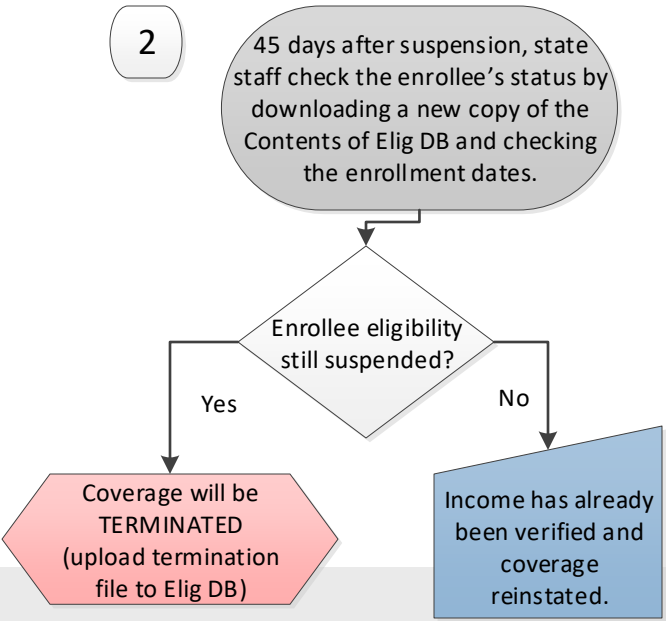 2
45 days after suspension, state
staff check the enrollee's status by
downloading a new copy of the
Contents of Elig DB and checking
the enrollment dates.
Enrollee eligibility
still suspended?
Yes
No
Coverage will be
TERMINATED
(upload termination
file to Elig DB)
Income has already
been verified and
coverage
reinstated.